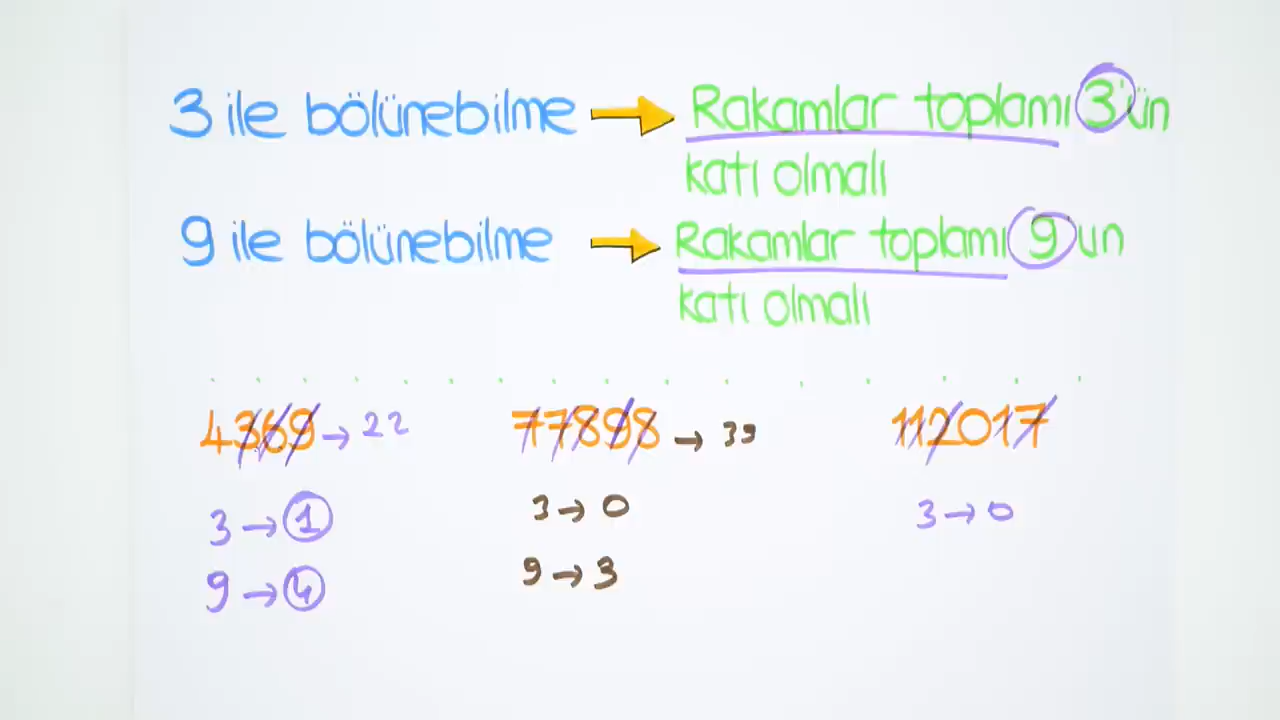 3 ile bölünebilme → Rakamlar toplamı 3'ün
katı olmalı
9 ile bölünebilme → Rakamlar toplamı 9'un
katı olmalı
4369 → 22 77898 → 39 112017
3 → 1 3 → 0 3 → 0
9 → 4 9 → 3